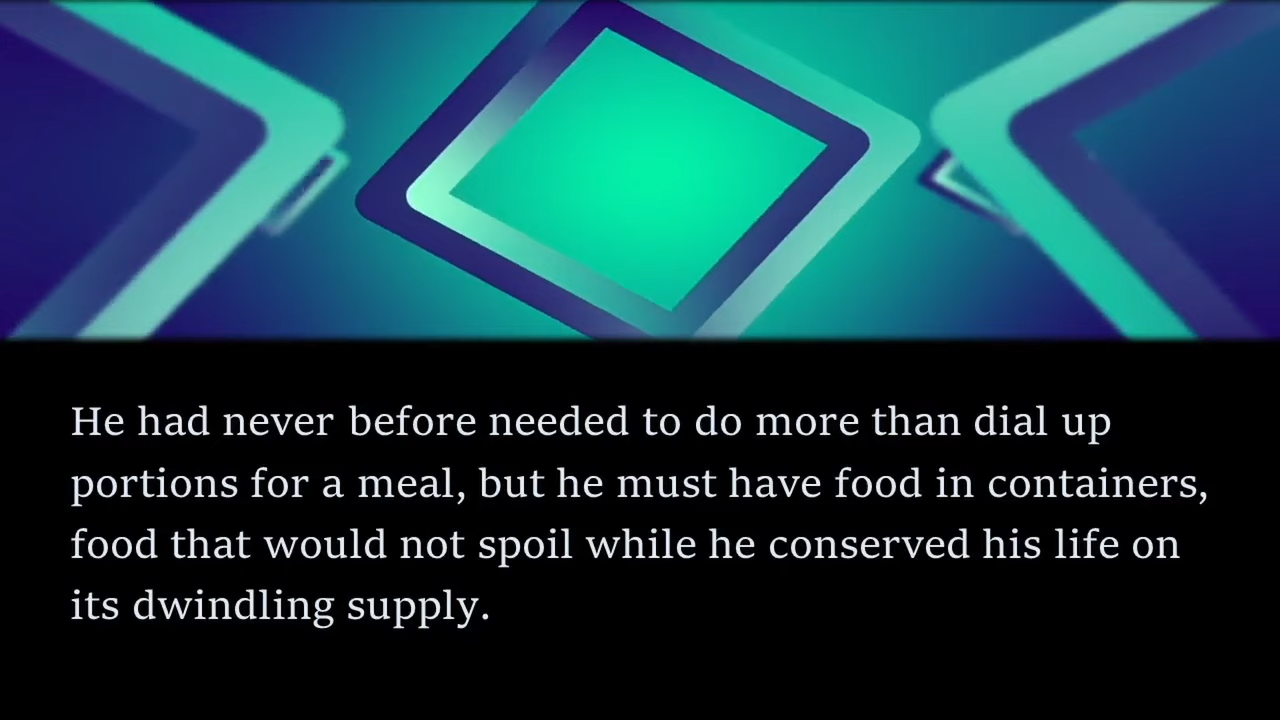 He had never before needed to do more than dial up
portions for a meal, but he must have food in containers,
food that would not spoil while he conserved his life on
its dwindling supply.